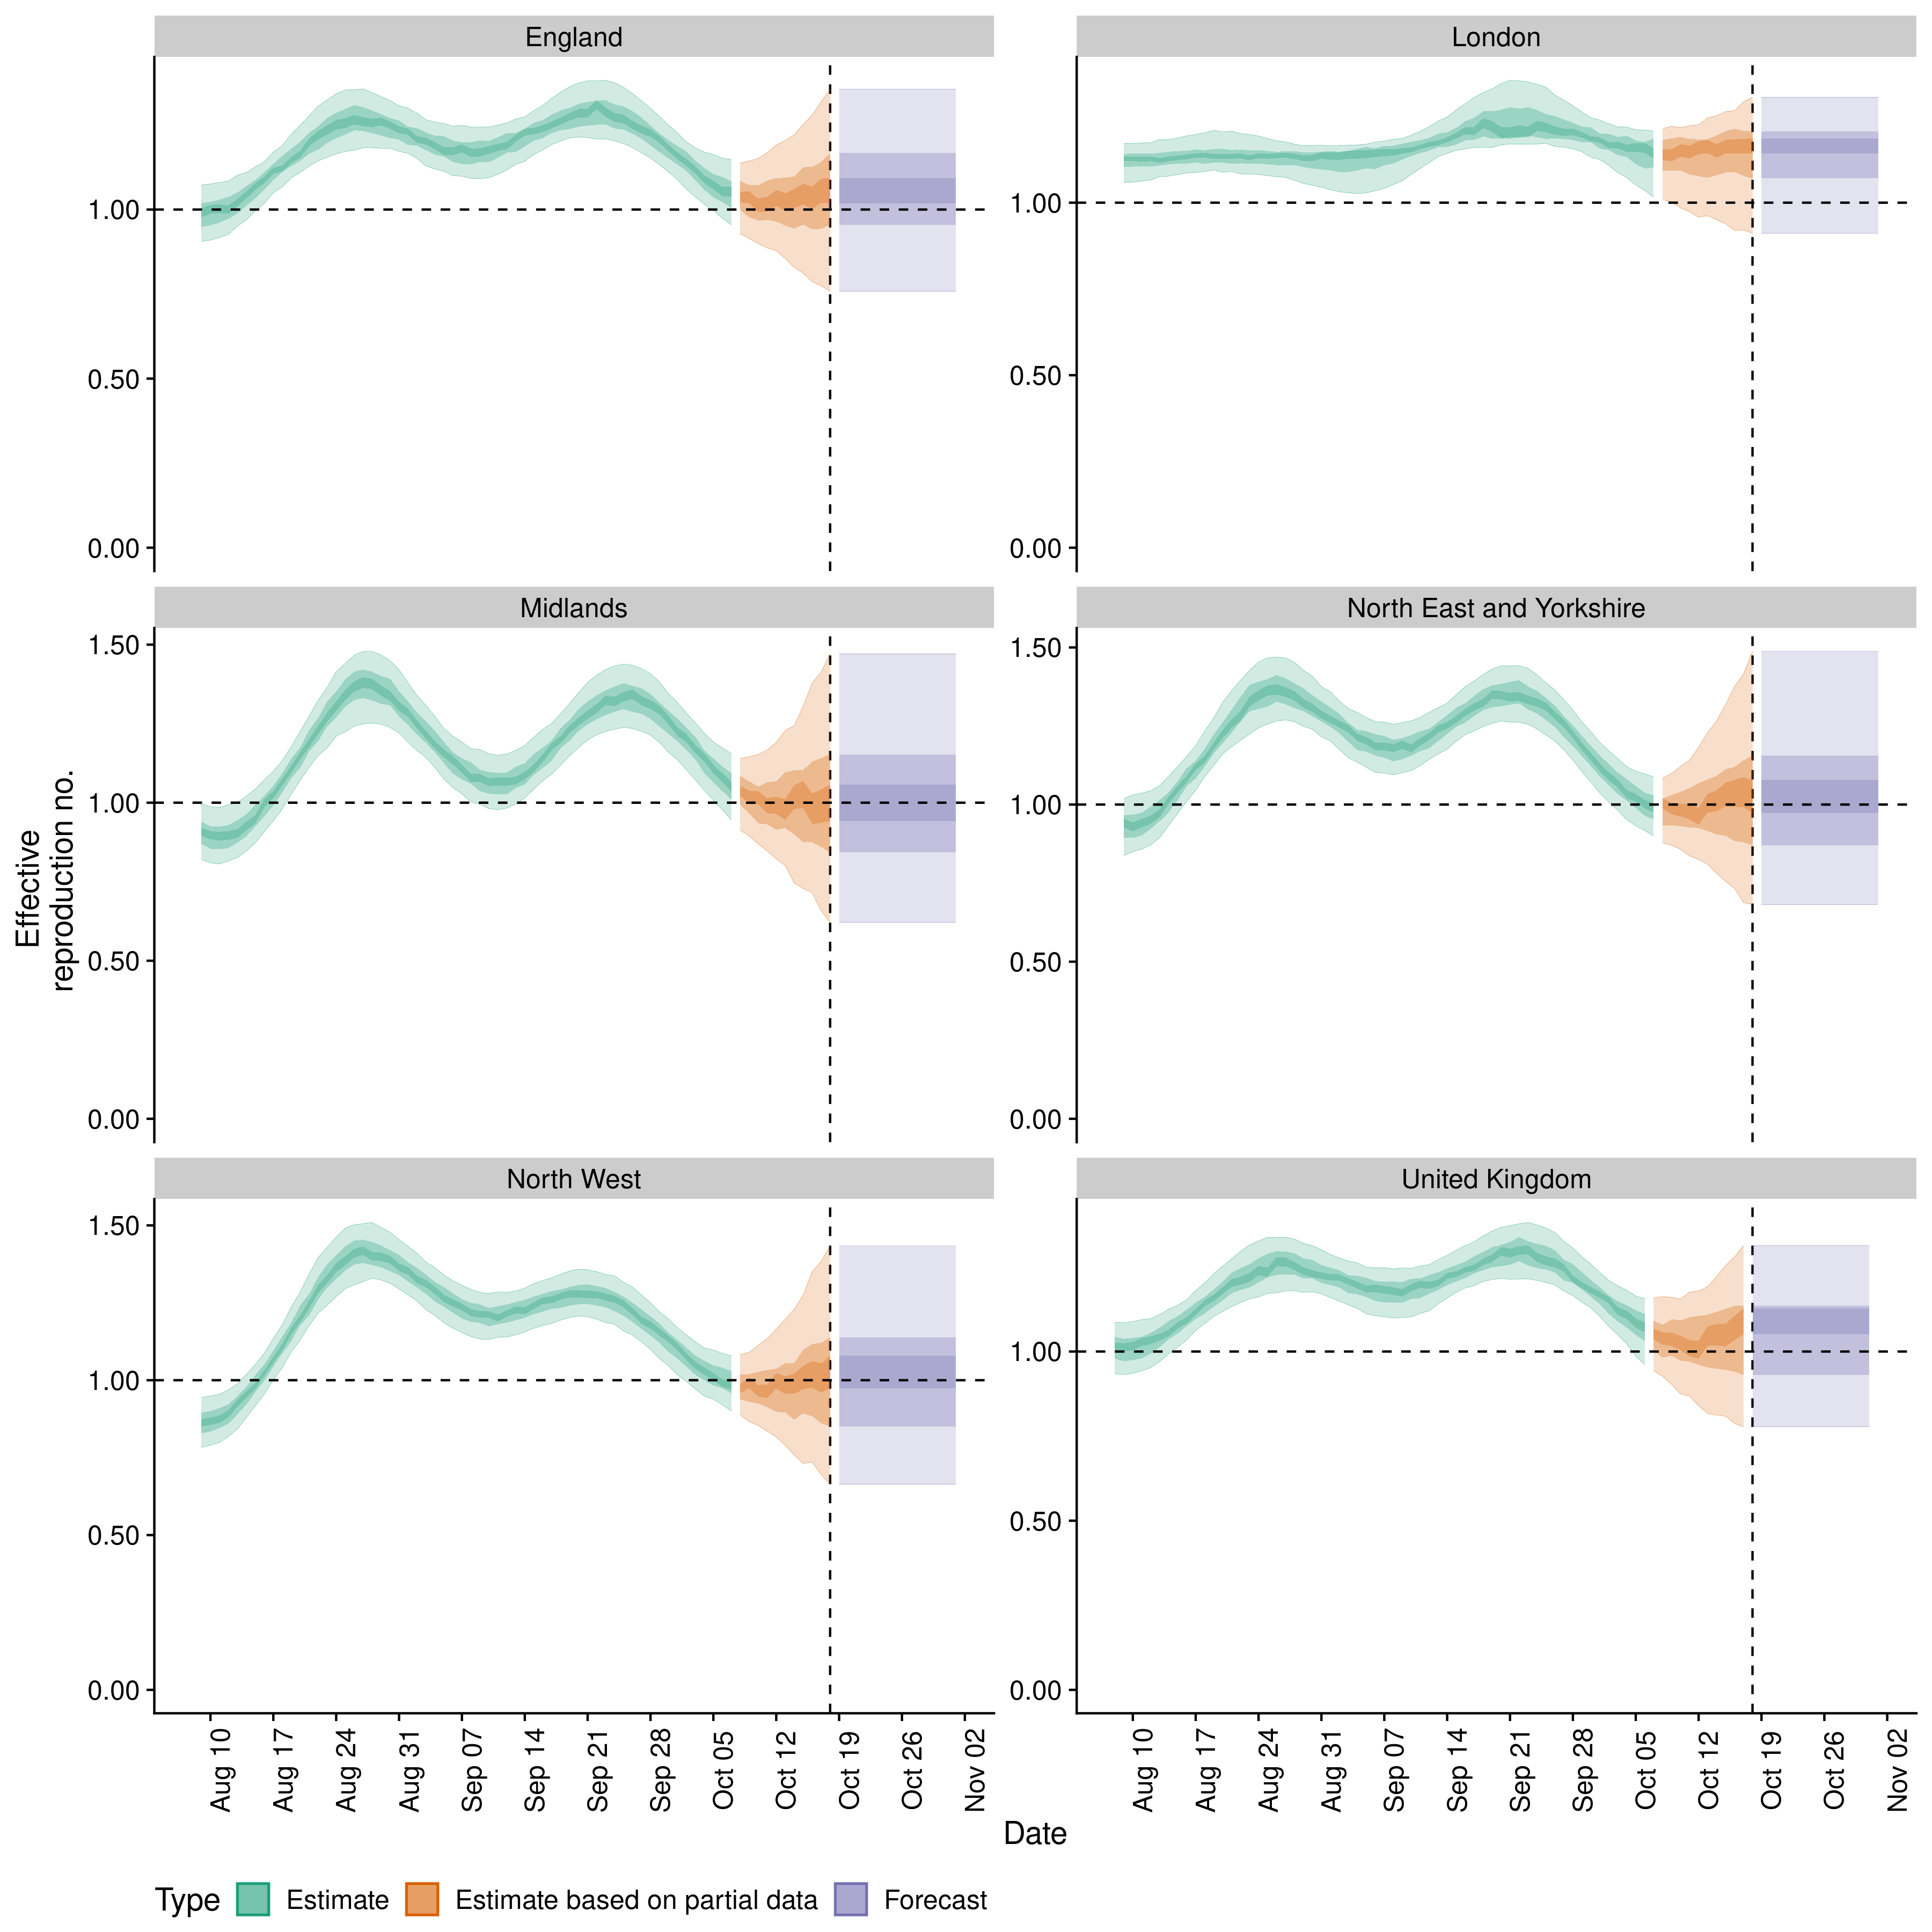 England
London
1.00
0.50
0.00
1.00
0.50
0.00
Midlands
North East and Yorkshire
1.50
1.00
0.50
0.00
1.50
1.00
0.50
0.00
Effective
reproduction no.
North West
United Kingdom
1.50
1.00
0.50
0.00
1.00
0.50
0.00
Aug 10
Aug 17
Aug 24
Aug 31
Sep 07
Sep 14
Sep 21
Sep 28
Oct 05
Oct 12
Oct 19
Oct 26
Nov 02
Aug 10
Aug 17
Aug 24
Aug 31
Sep 07
Sep 14
Sep 21
Sep 28
Oct 05
Oct 12
Oct 19
Oct 26
Nov 02
Date
Type Estimate Estimate based on partial data Forecast